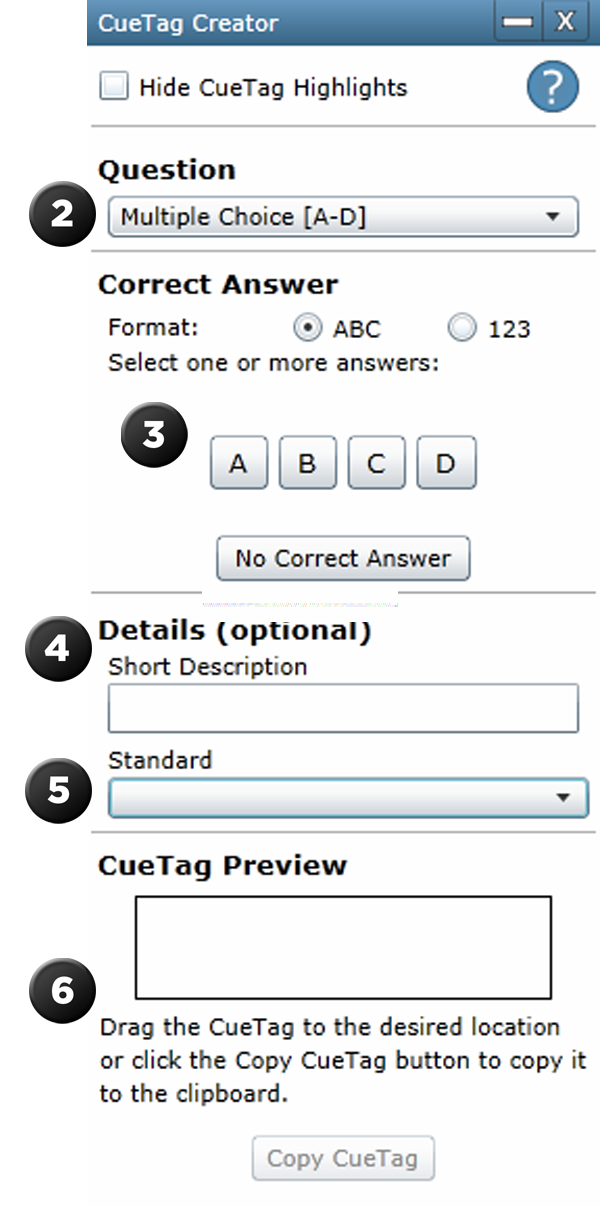 CueTag Creator X
Hide CueTag Highlights ?
Question
2 Multiple Choice [A-D]
Correct Answer
Format: ABC 123
Select one or more answers:
3
A B C D
No Correct Answer
4 Details (optional)
Short Description
Standard
5
CueTag Preview
6
Drag the CueTag to the desired location
or click the Copy CueTag button to copy it
to the clipboard.
Copy CueTag